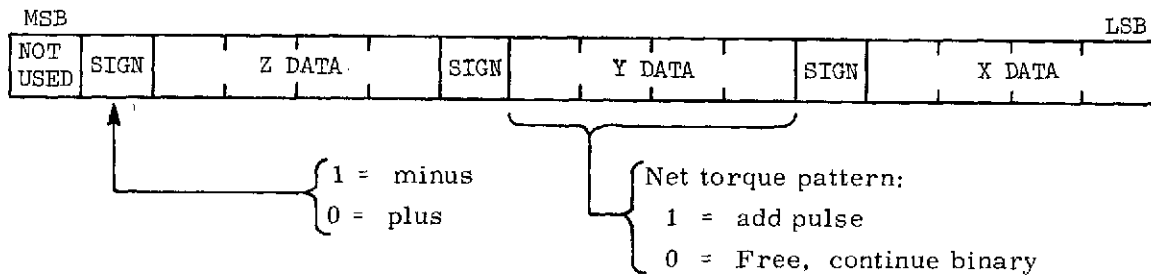 MSB
LSB
NOT USED
SIGN
Z DATA
SIGN
Y DATA
SIGN
X DATA
1 = minus
0 = plus
Net torque pattern:
1 = add pulse
0 = Free, continue binary